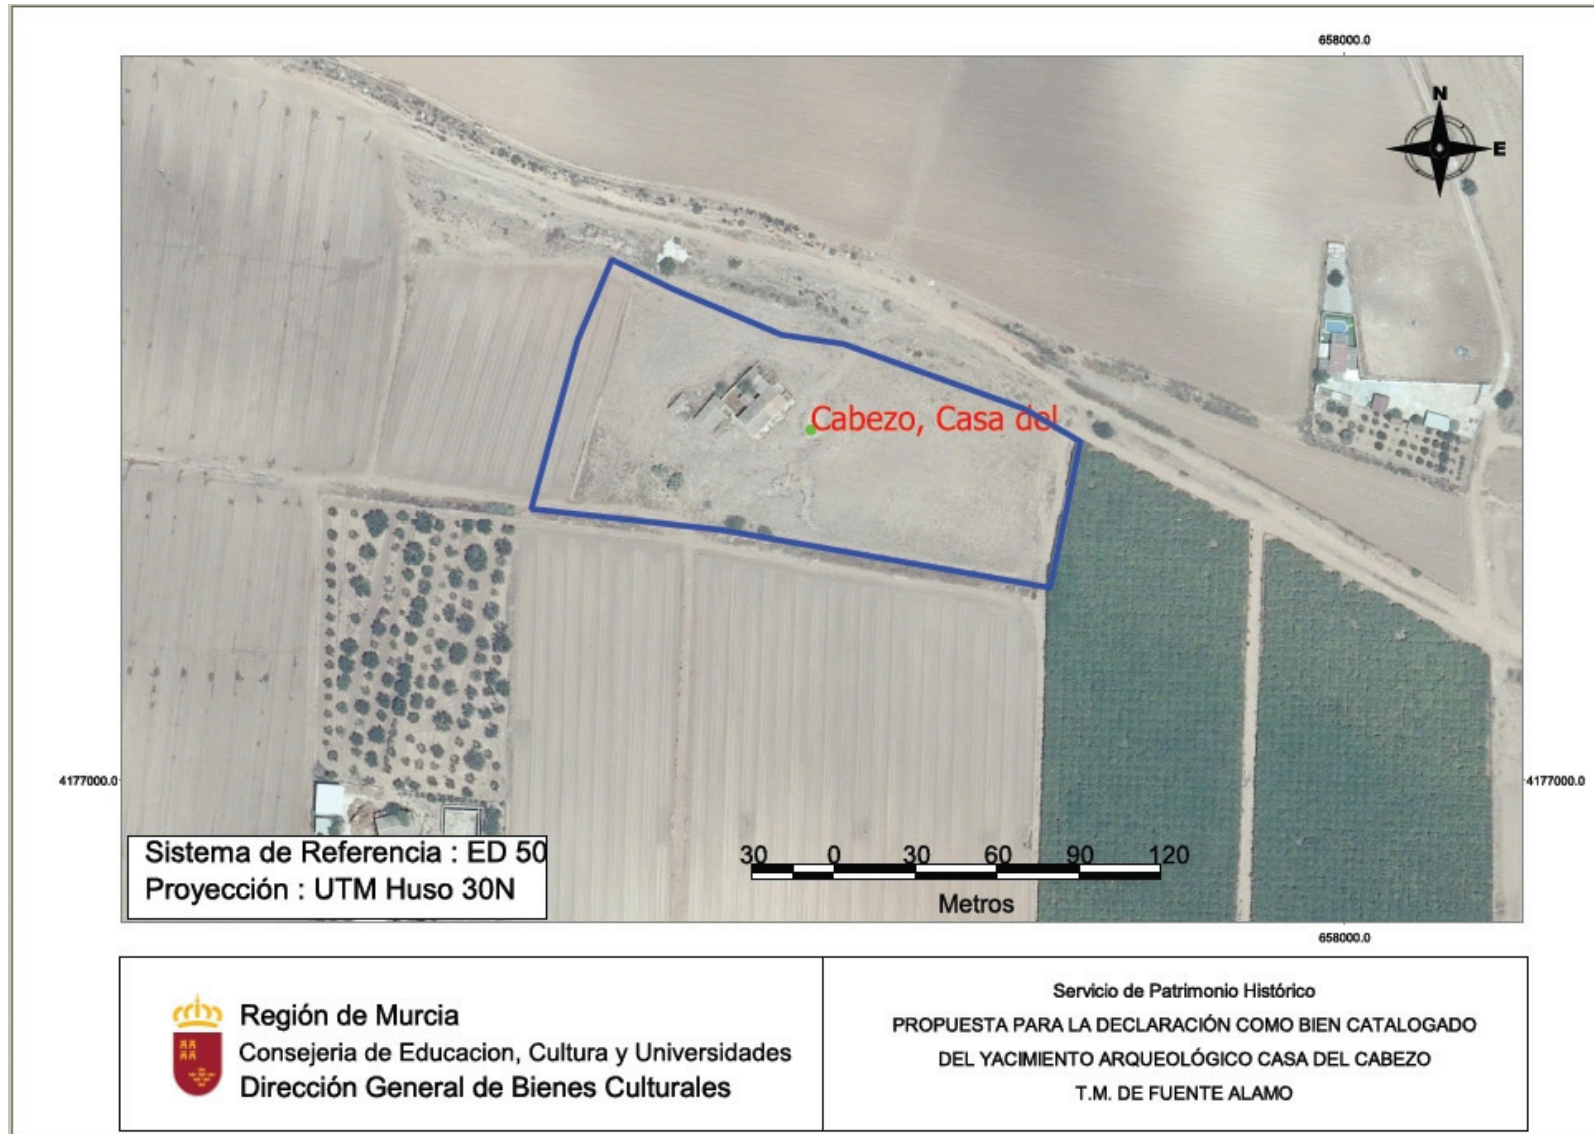 658000.0
N
E
Cabezo, Casa del
4177000.0
4177000.0
Sistema de Referencia : ED 50
Proyección : UTM Huso 30N
30 0 30 60 90 120
Metros
658000.0
Región de Murcia
Consejeria de Educacion, Cultura y Universidades
Dirección General de Bienes Culturales
Servicio de Patrimonio Histórico
PROPUESTA PARA LA DECLARACIÓN COMO BIEN CATALOGADO
DEL YACIMIENTO ARQUEOLÓGICO CASA DEL CABEZO
T.M. DE FUENTE ALAMO